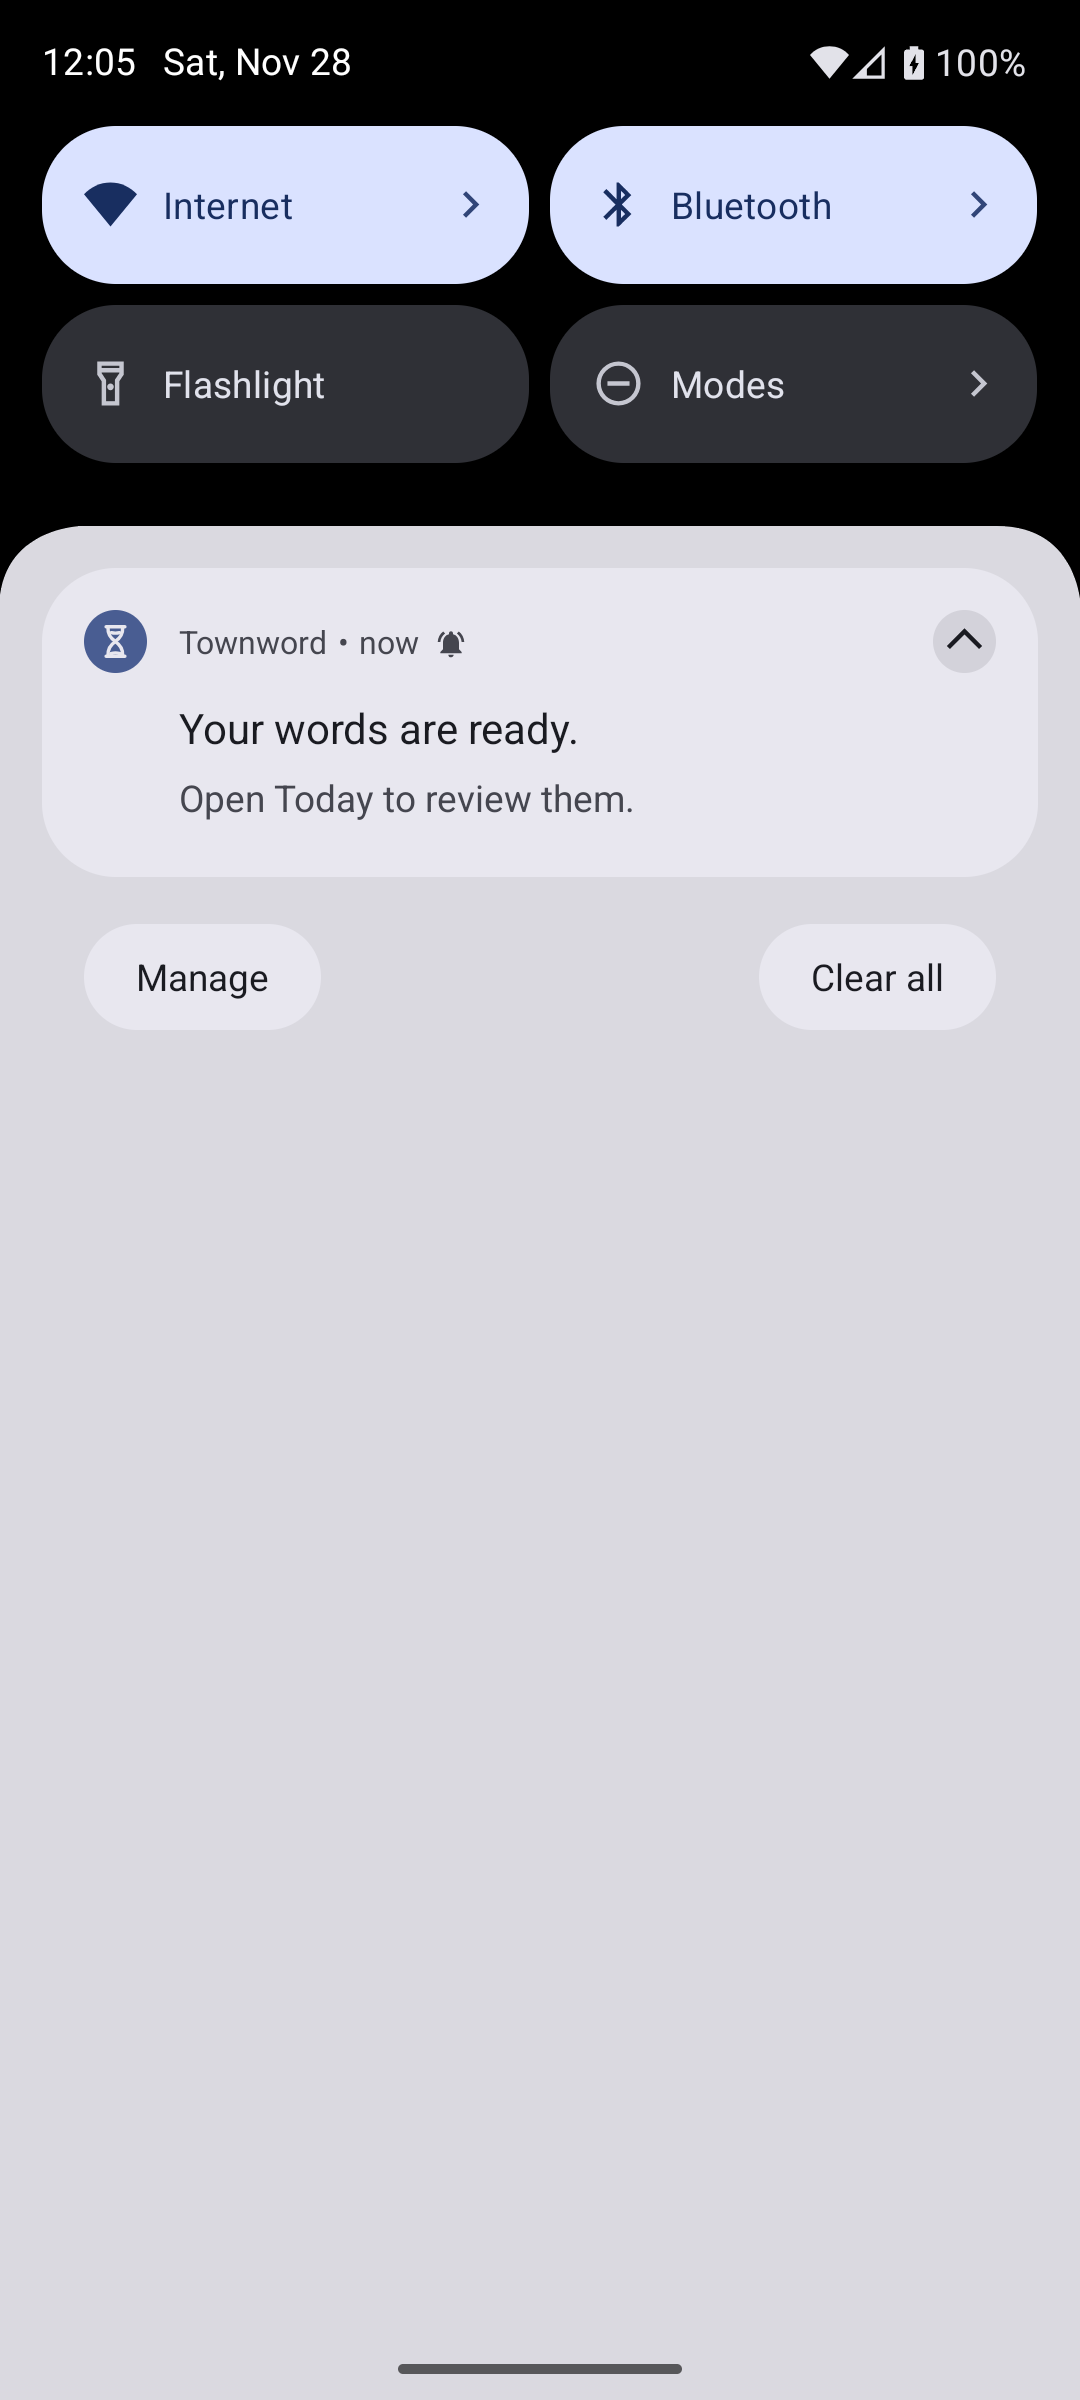 12:05 Sat, Nov 28 100%
Internet Bluetooth
Flashlight Modes
Townword • now
Your words are ready.
Open Today to review them.
Manage Clear all